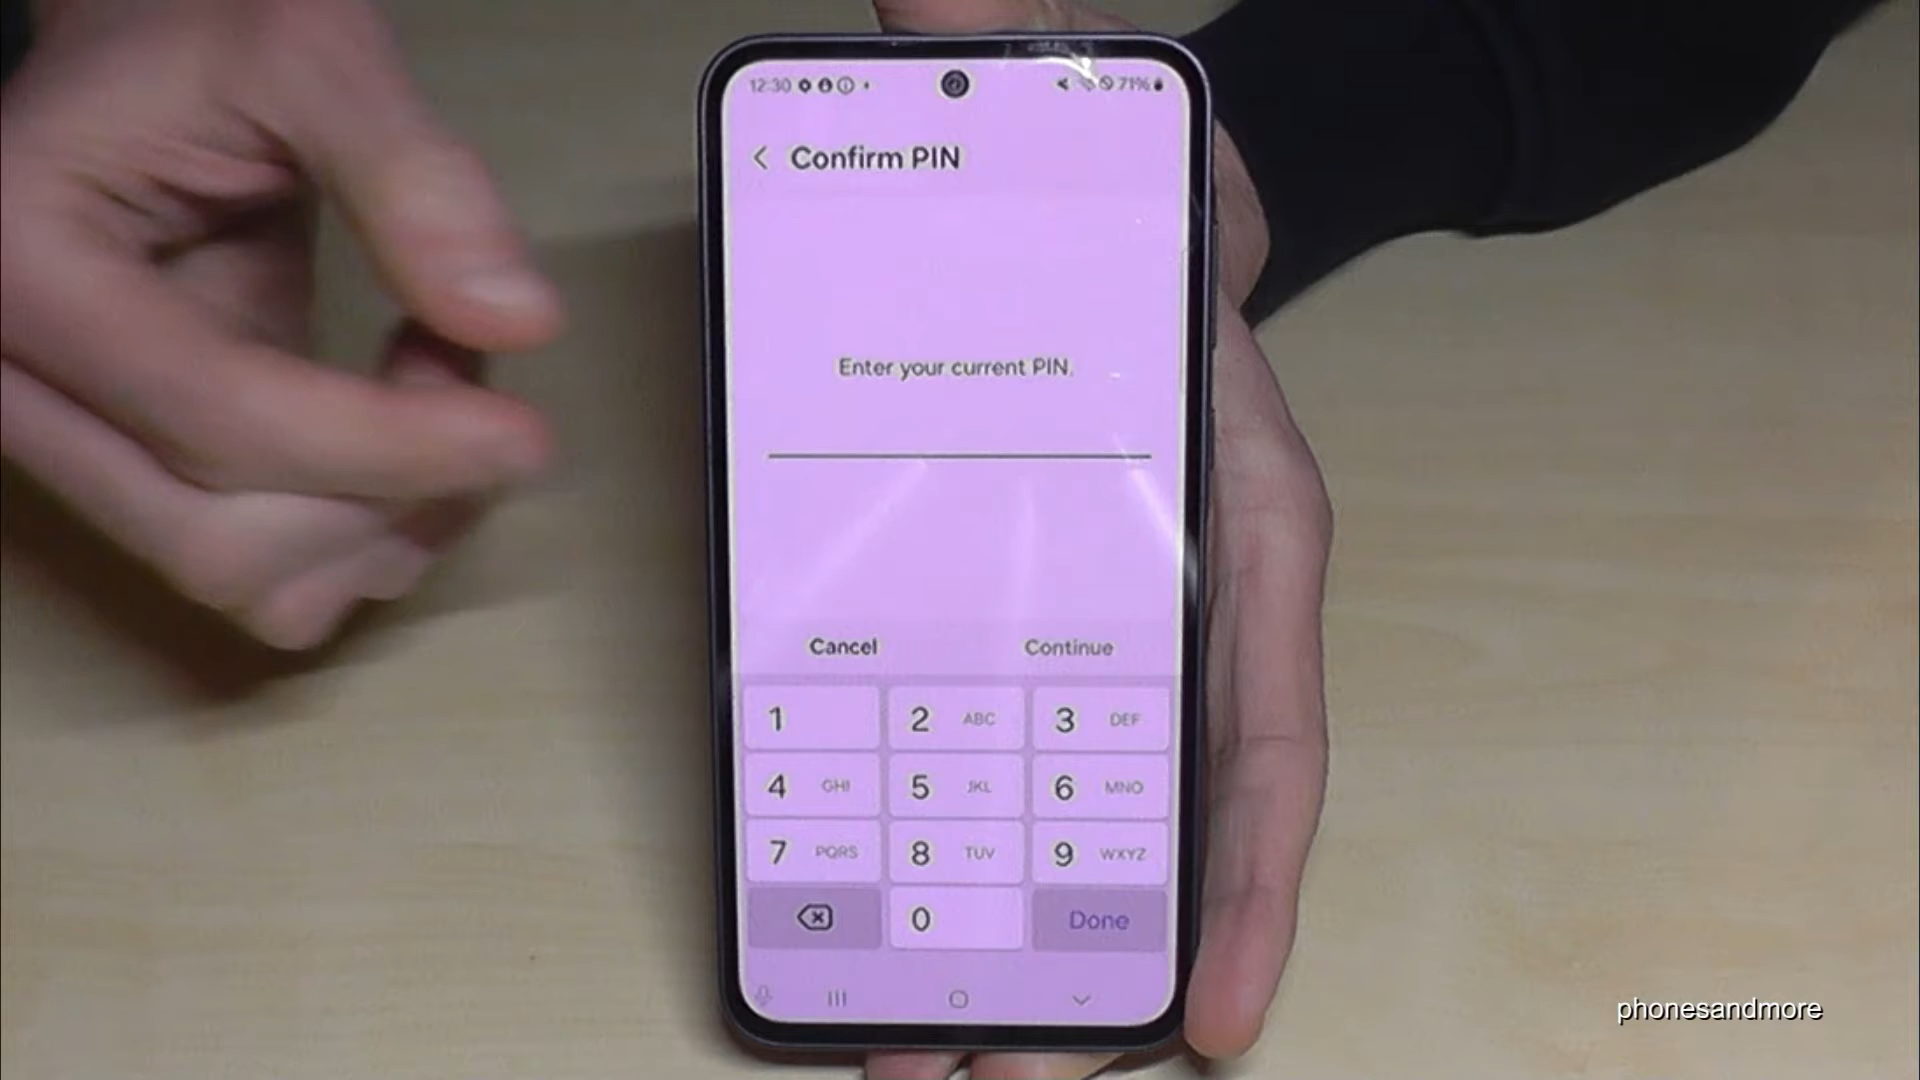 12:30 71%
Confirm PIN
Enter your current PIN.
Cancel Continue
1 2 ABC 3 DEF
4 GHI 5 JKL 6 MNO
7 PQRS 8 TUV 9 WXYZ
0 Done
phonesandmore